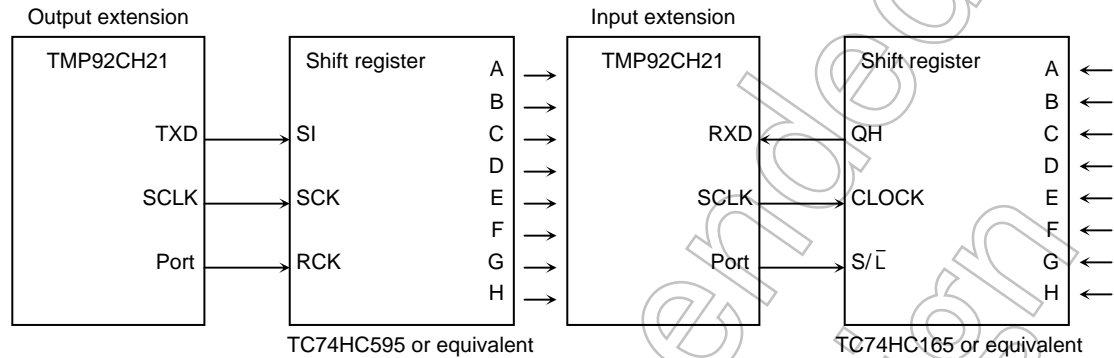 Output extension
Input extension
TMP92CH21
Shift register
TMP92CH21
Shift register
A
A
B
B
TXD
SI
C
RXD
QH
C
D
D
SCLK
SCK
E
SCLK
CLOCK
E
F
F
Port
RCK
G
Port
S/L̅
G
H
H
TC74HC595 or equivalent
TC74HC165 or equivalent